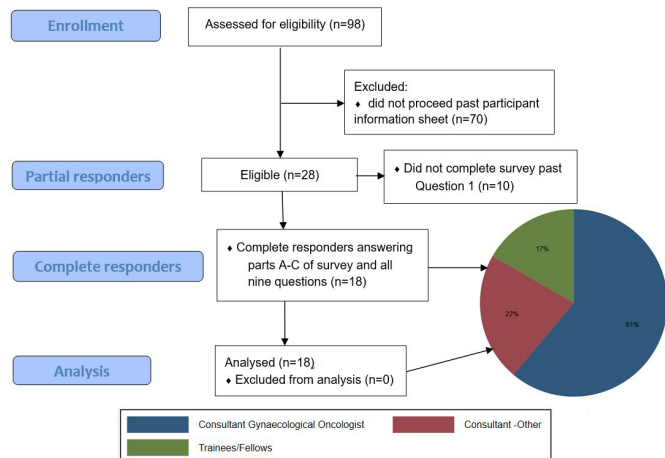 Enrollment
Assessed for eligibility (n=98)
Excluded:
♦ did not proceed past participant
information sheet (n=70)
Partial responders
Eligible (n=28)
♦ Did not complete survey past
Question 1 (n=10)
Complete responders
♦ Complete responders answering
parts A-C of survey and all
nine questions (n=18)
17%
22%
61%
Analysis
Analysed (n=18)
♦ Excluded from analysis (n=0)
Consultant Gynaecological Oncologist
Consultant -Other
Trainees/Fellows